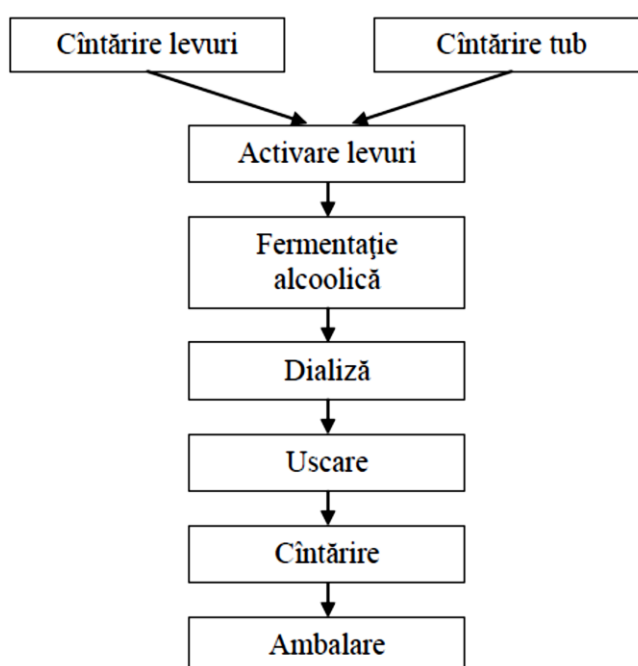 Cîntărire levuri
Cîntărire tub
Activare levuri
Fermentaţie
alcoolică
Dializă
Uscare
Cîntărire
Ambalare